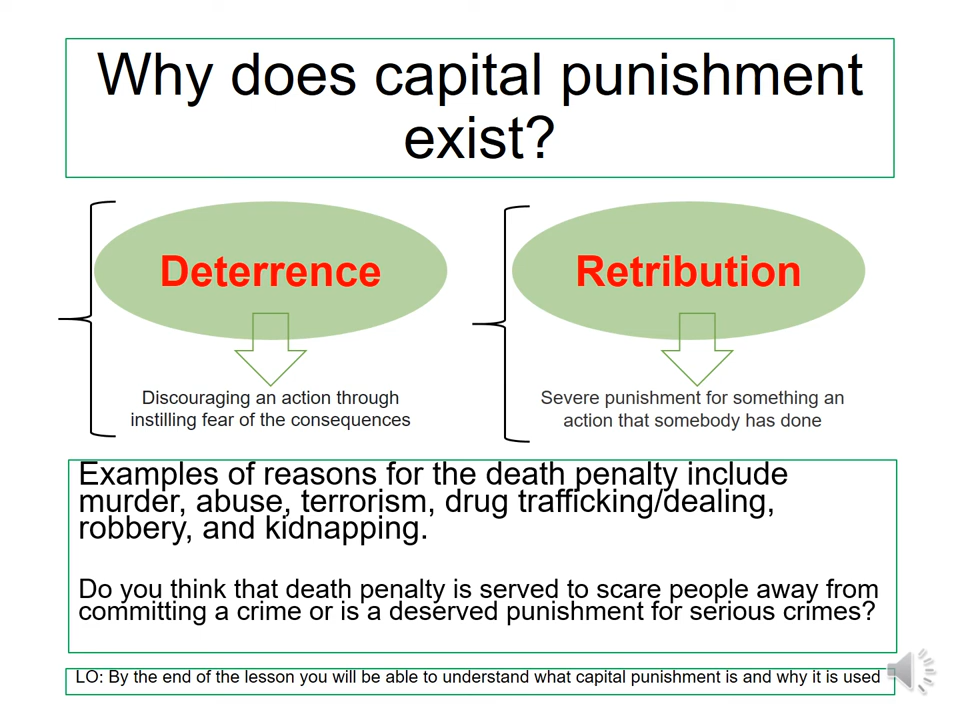 Why does capital punishment
exist?
Deterrence
Retribution
Discouraging an action through
instilling fear of the consequences
Severe punishment for something an
action that somebody has done
Examples of reasons for the death penalty include
murder, abuse, terrorism, drug trafficking/dealing,
robbery, and kidnapping.
Do you think that death penalty is served to scare people away from
committing a crime or is a deserved punishment for serious crimes?
LO: By the end of the lesson you will be able to understand what capital punishment is and why it is used